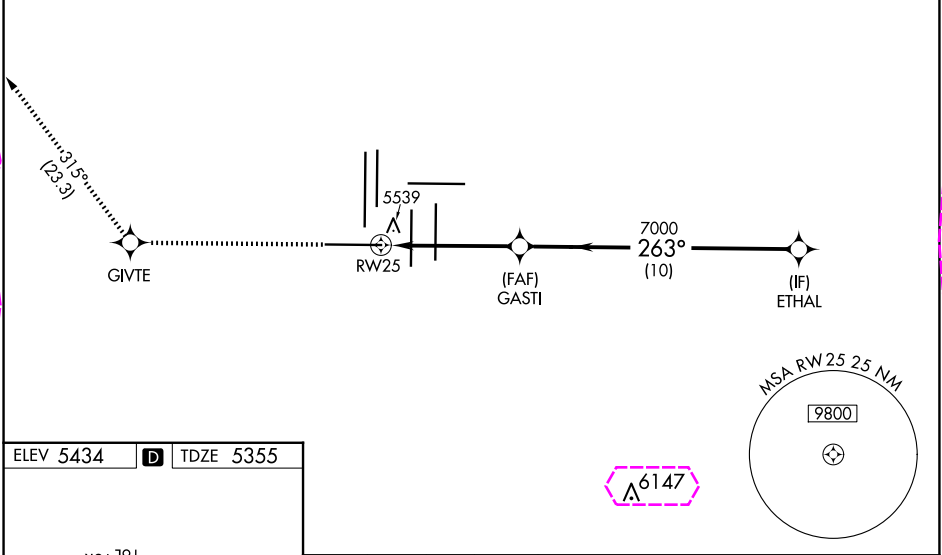 315°
(23.3)
GIVTE
5539
RW25
(FAF)
GASTI
7000
263°
(10)
(IF)
ETHAL
MSA RW25 25 NM
9800
ELEV 5434 D TDZE 5355
6147